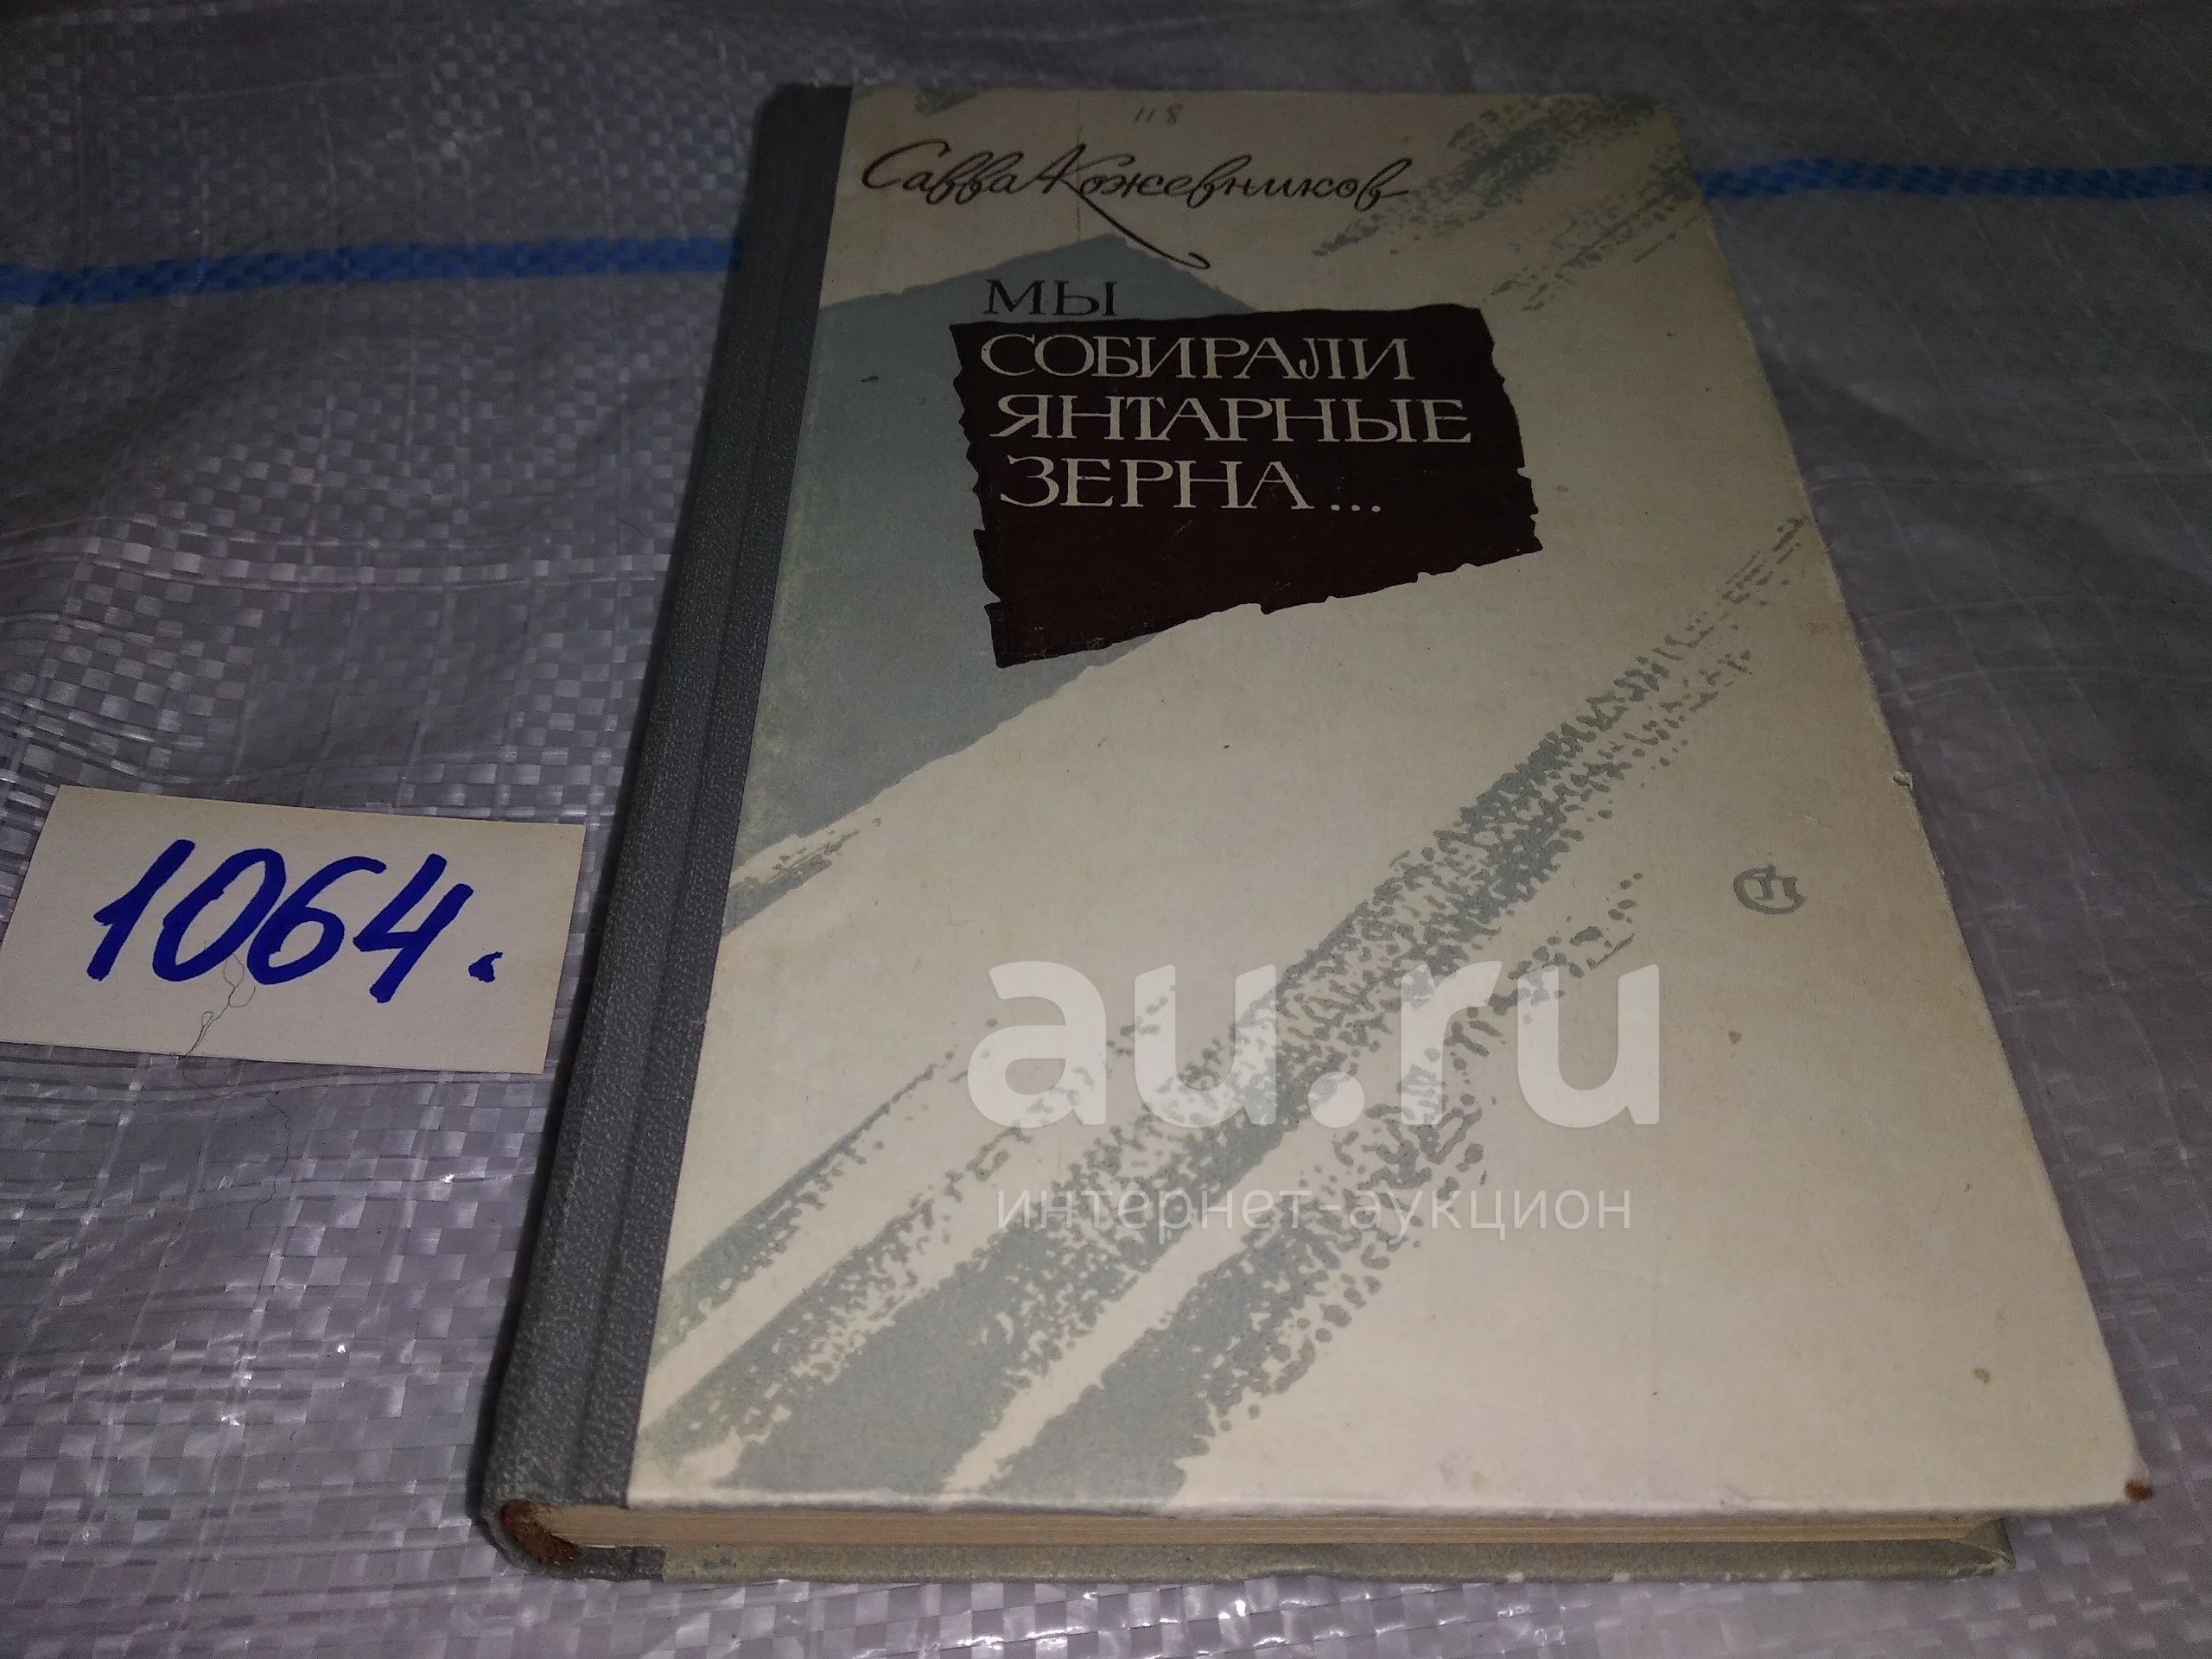 118
Савва Кожевников
МЫ
СОБИРАЛИ
ЯНТАРНЫЕ
ЗЕРНА...
1064.
au.ru
интернет-аукцион